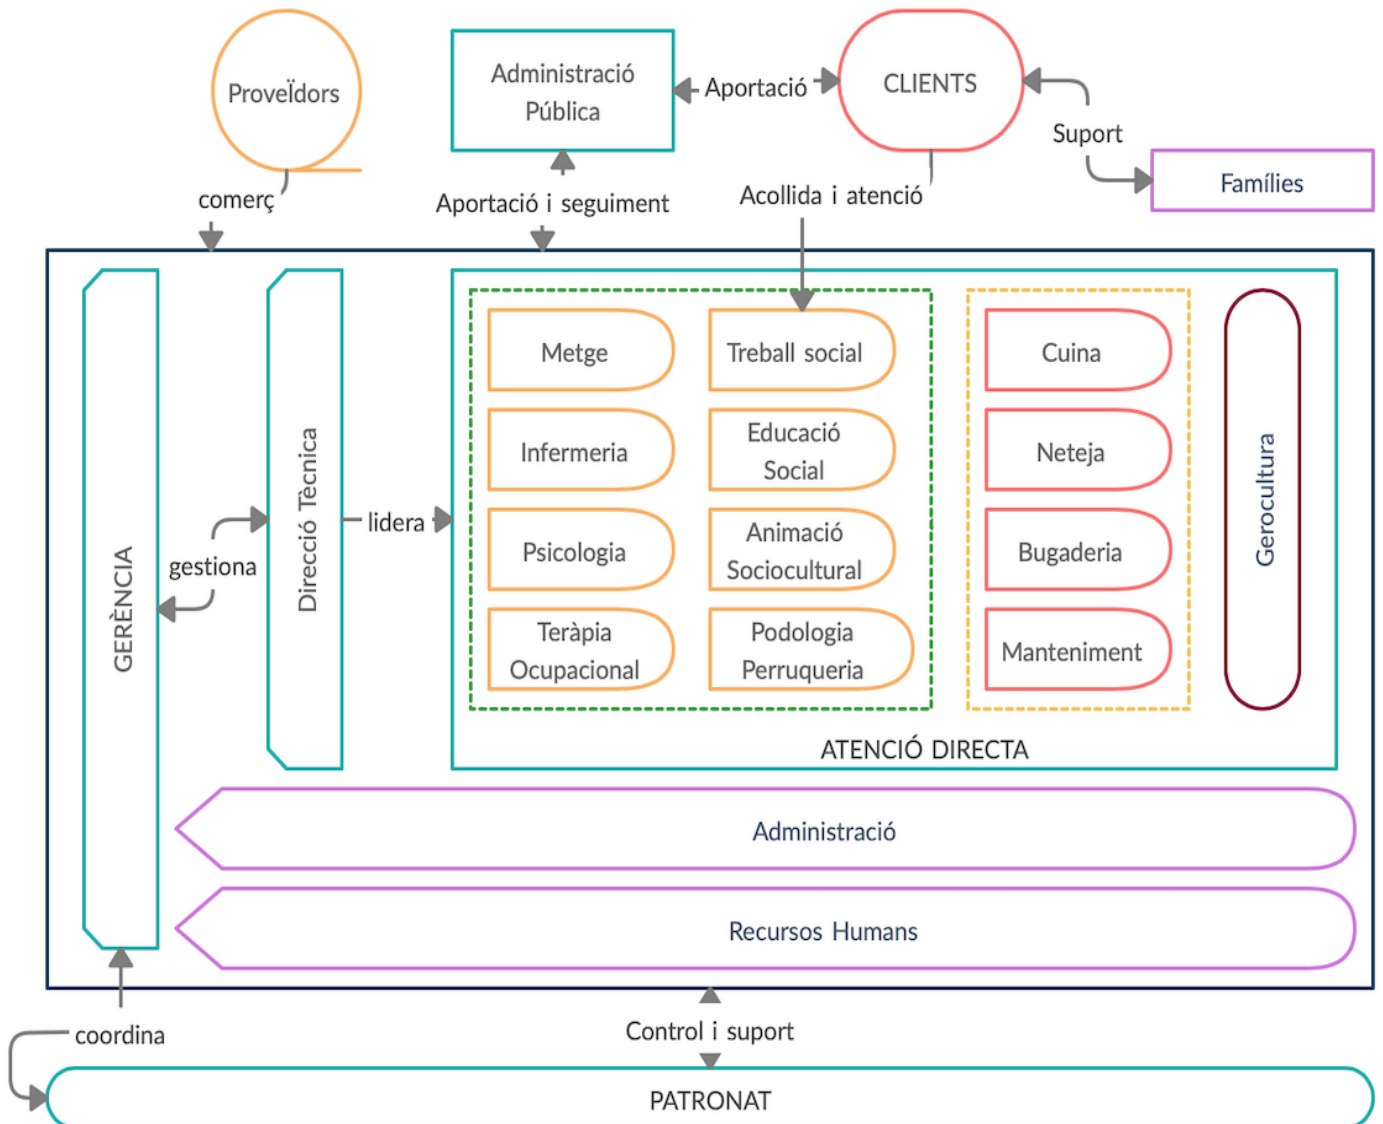 Proveïdors
Administració
Pública
Aportació
CLIENTS
Suport
Famílies
comerç
Aportació i seguiment
Acollida i atenció
GERÈNCIA
gestiona
Direcció Tècnica
lidera
Metge
Infermeria
Psicologia
Teràpia
Ocupacional
Treball social
Educació
Social
Animació
Sociocultural
Podologia
Perruqueria
Cuina
Neteja
Bugaderia
Manteniment
Gerocultura
ATENCIÓ DIRECTA
Administració
Recursos Humans
coordina
Control i suport
PATRONAT